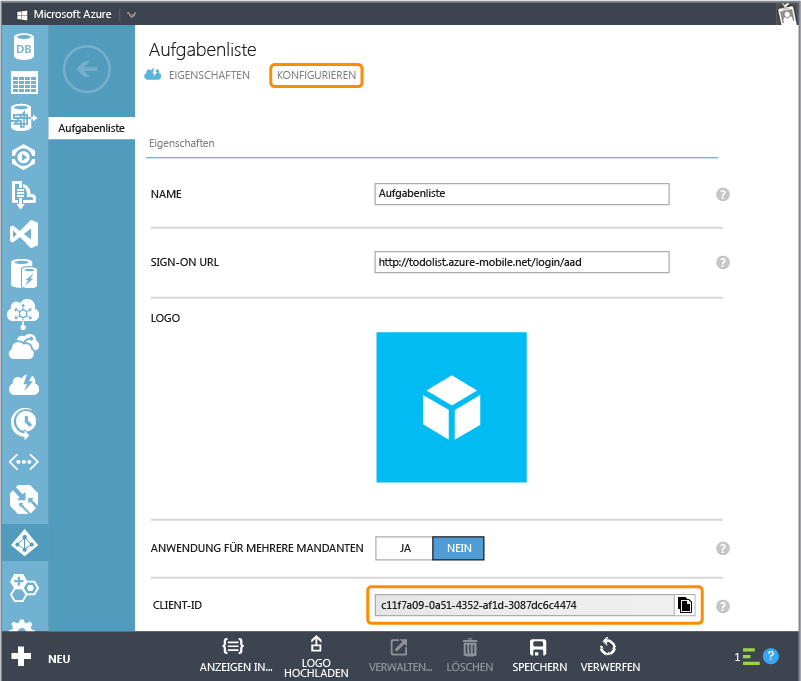 Microsoft Azure
DB
Aufgabenliste
Aufgabenliste
EIGENSCHAFTEN KONFIGURIEREN
Eigenschaften
NAME Aufgabenliste ?
SIGN-ON URL http://todolist.azure-mobile.net/login/aad ?
LOGO
ANWENDUNG FÜR MEHRERE MANDANTEN JA NEIN ?
CLIENT-ID c11f7a09-0a51-4352-af1d-3087dc6c4474 ?
NEU
ANZEIGEN IN...
LOGO
HOCHLADEN
VERWALTEN...
LÖSCHEN
SPEICHERN
VERWERFEN
1 ?